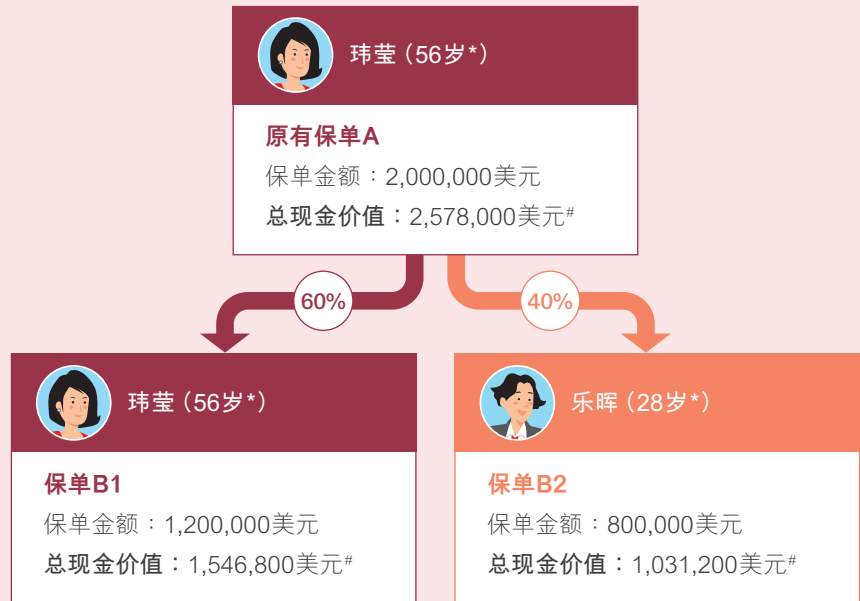 玮莹（56岁*）
原有保单A
保单金额：2,000,000美元
总现金价值：2,578,000美元#
60%
40%
玮莹（56岁*）
保单B1
保单金额：1,200,000美元
总现金价值：1,546,800美元#
乐晖（28岁*）
保单B2
保单金额：800,000美元
总现金价值：1,031,200美元#